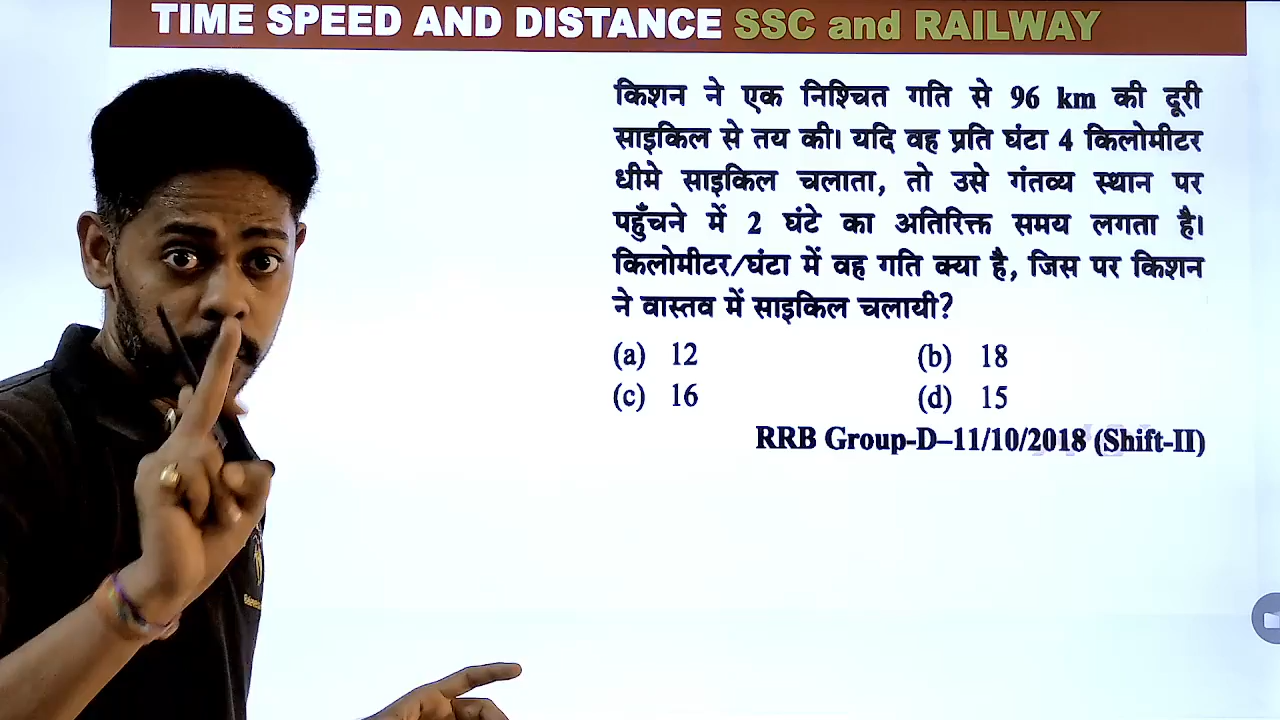 TIME SPEED AND DISTANCE SSC and RAILWAY
किशन ने एक निश्चित गति से 96 km की दूरी
साइकिल से तय की। यदि वह प्रति घंटा 4 किलोमीटर
धीमे साइकिल चलाता, तो उसे गंतव्य स्थान पर
पहुँचने में 2 घंटे का अतिरिक्त समय लगता है।
किलोमीटर/घंटा में वह गति क्या है, जिस पर किशन
ने वास्तव में साइकिल चलायी?
(a) 12 (b) 18
(c) 16 (d) 15
RRB Group-D–11/10/2018 (Shift-II)